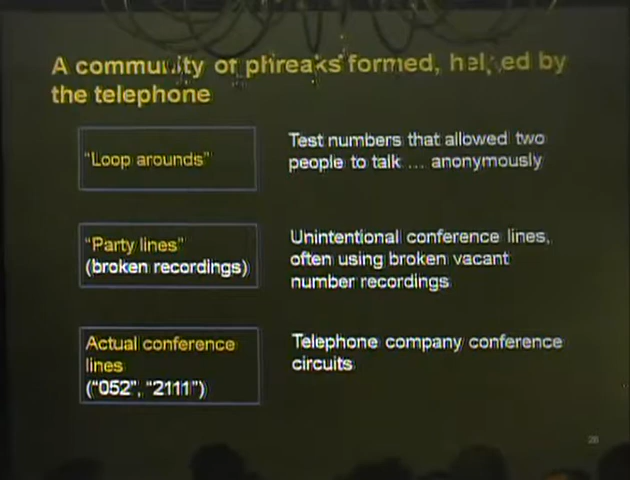 A community of phreaks formed, helped by
the telephone
"Loop arounds"
Test numbers that allowed two
people to talk ... anonymously
"Party lines"
(broken recordings)
Unintentional conference lines,
often using broken vacant
number recordings
Actual conference
lines
("052", "2111")
Telephone company conference
circuits
28